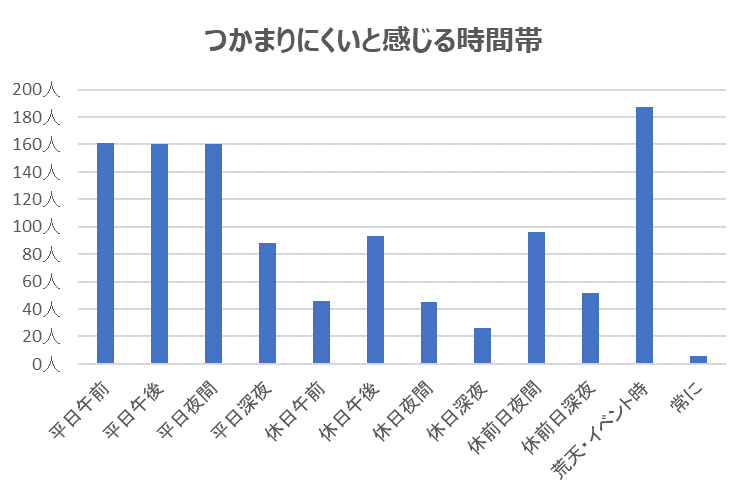 つかまりにくいと感じる時間帯
200人
180人
160人
140人
120人
100人
80人
60人
40人
20人
0人
平日午前
平日午後
平日夜間
平日深夜
休日午前
休日午後
休日夜間
休日深夜
休前日夜間
休前日深夜
荒天・イベント時
常に